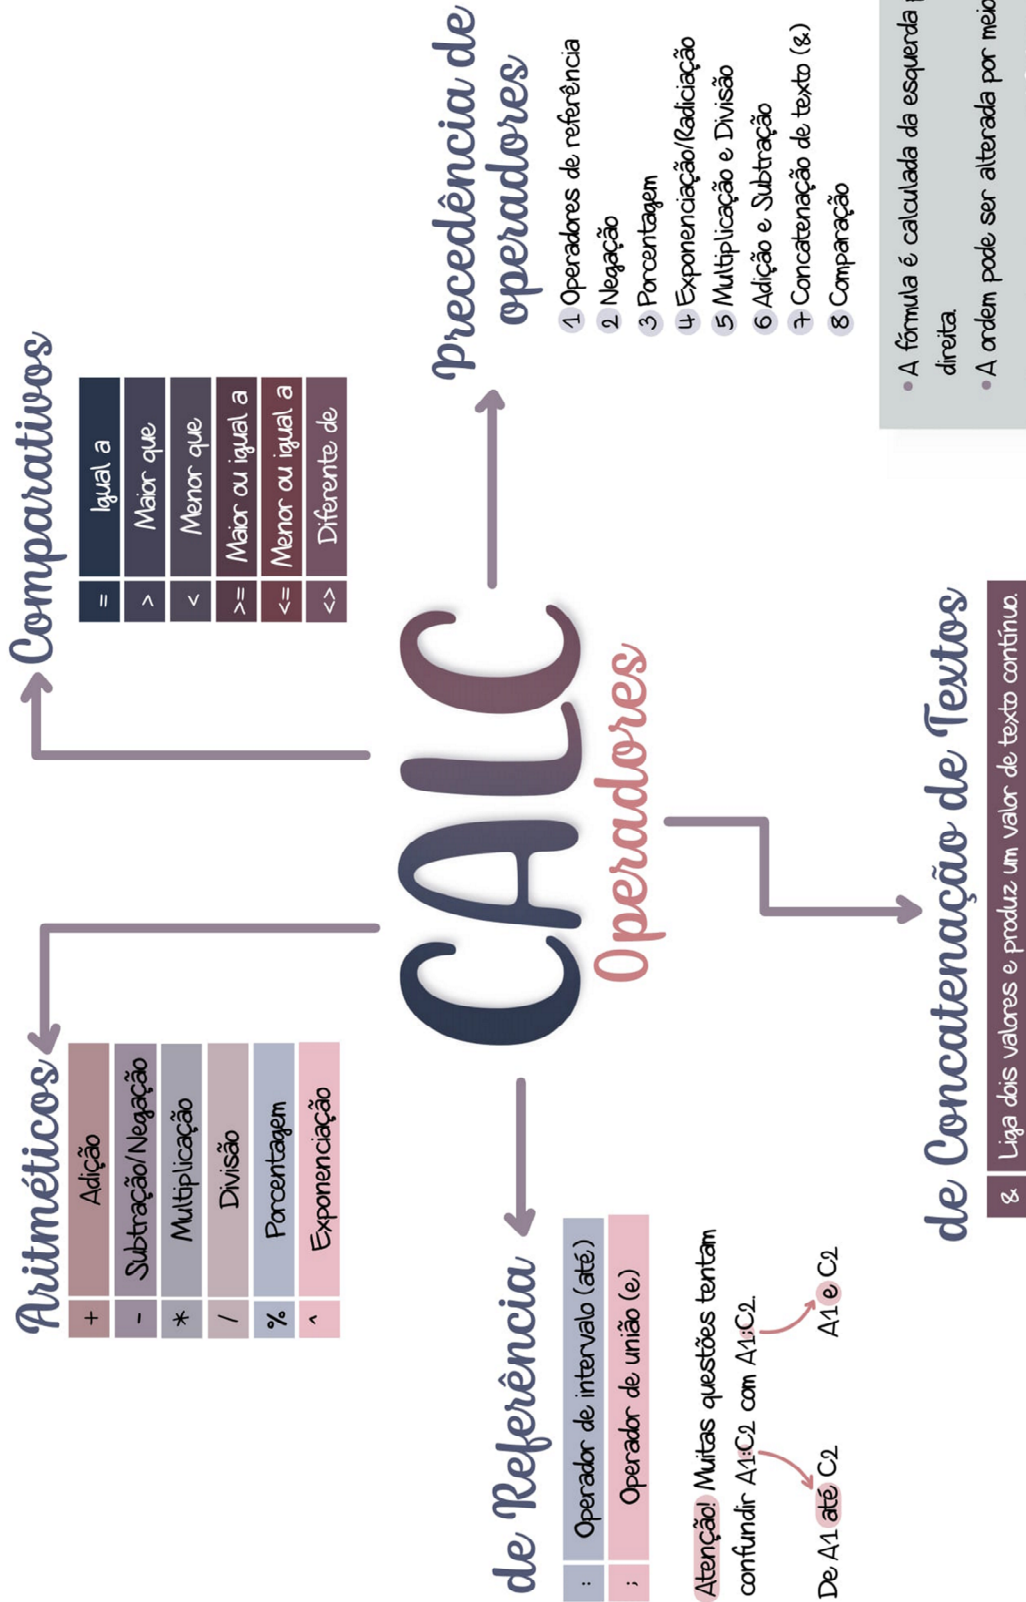 Aritméticos
+ Adição
- Subtração/Negação
* Multiplicação
/ Divisão
% Porcentagem
^ Exponenciação
Comparativos
= Igual a
> Maior que
< Menor que
>= Maior ou igual a
<= Menor ou igual a
<> Diferente de
CALC
Operadores
de Referência
: Operador de intervalo (até)
; Operador de união (e)
Atenção! Muitas questões tentam
confundir A1:C2 com A1;C2.
De A1 até C2
A1 e C2
Precedência de
operadores
1 Operadores de referência
2 Negação
3 Porcentagem
4 Exponenciação/Radiciação
5 Multiplicação e Divisão
6 Adição e Subtração
7 Concatenação de texto (&)
8 Comparação
• A fórmula é calculada da esquerda
direita.
• A ordem pode ser alterada por meio
de Concatenação de Textos
& Liga dois valores e produz um valor de texto contínuo.